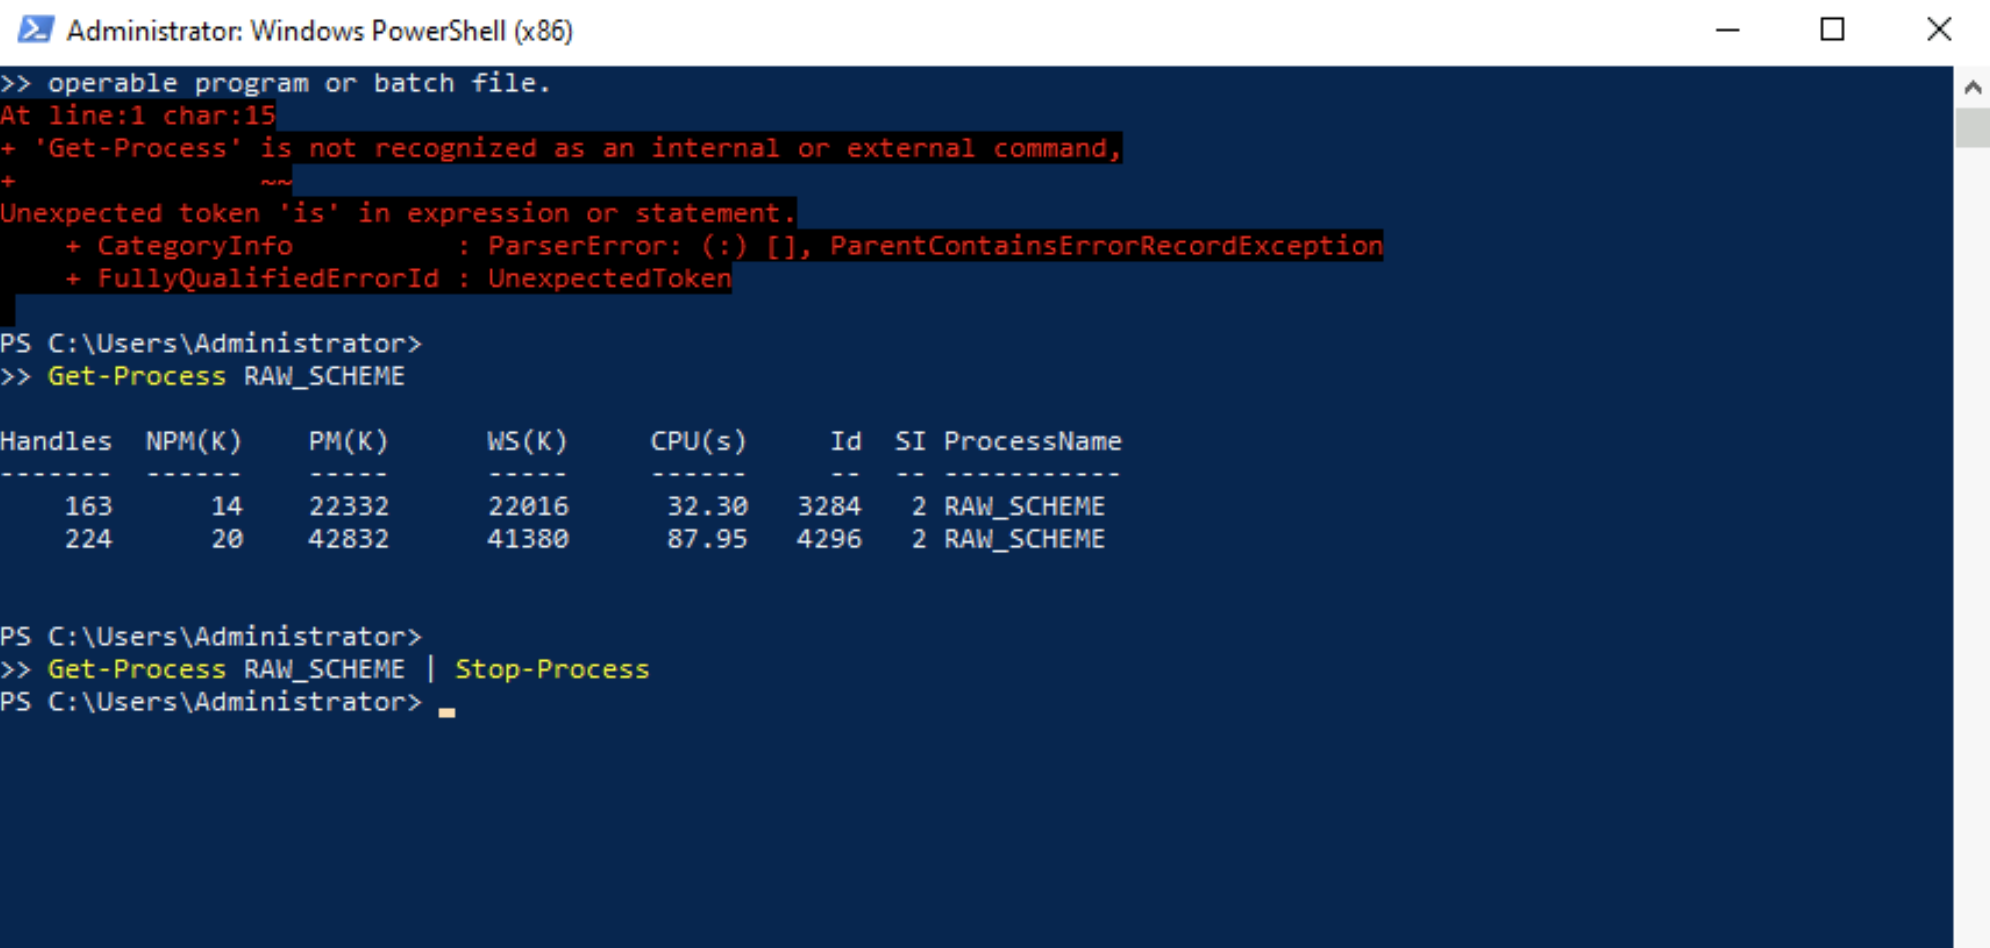 Administrator: Windows PowerShell (x86)
>> operable program or batch file.
At line:1 char:15
+ 'Get-Process' is not recognized as an internal or external command,
+               ~~
Unexpected token 'is' in expression or statement.
    + CategoryInfo          : ParserError: (:) [], ParentContainsErrorRecordException
    + FullyQualifiedErrorId : UnexpectedToken
PS C:\Users\Administrator>
>> Get-Process RAW_SCHEME
Handles  NPM(K)    PM(K)      WS(K)     CPU(s)     Id  SI ProcessName
-------  ------    -----      -----     ------     --  -- -----------
    163      14    22332      22016      32.30   3284   2 RAW_SCHEME
    224      20    42832      41380      87.95   4296   2 RAW_SCHEME
PS C:\Users\Administrator>
>> Get-Process RAW_SCHEME | Stop-Process
PS C:\Users\Administrator>